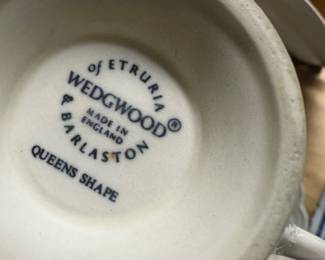 of ETRURIA
WEDGWOOD®
MADE IN
ENGLAND
& BARLASTON
QUEENS SHAPE